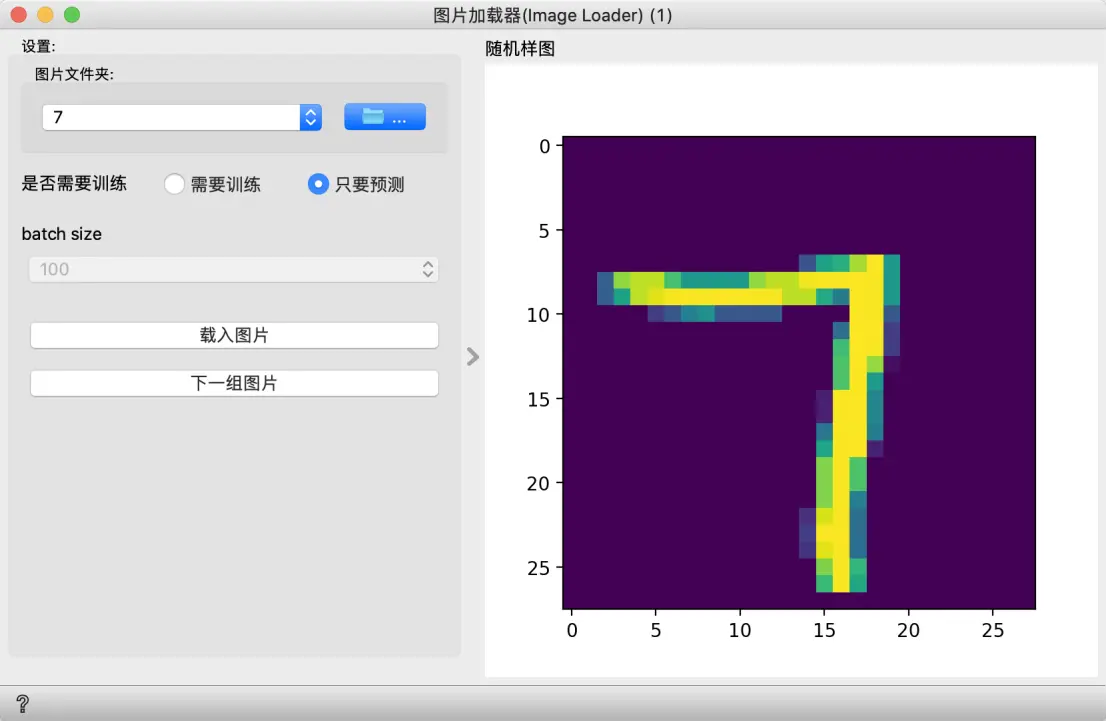 图片加载器(Image Loader) (1)
设置:
图片文件夹:
7
...
是否需要训练 需要训练 只要预测
batch size
100
载入图片
下一组图片
随机样图
0
5
10
15
20
25
0 5 10 15 20 25
7
?